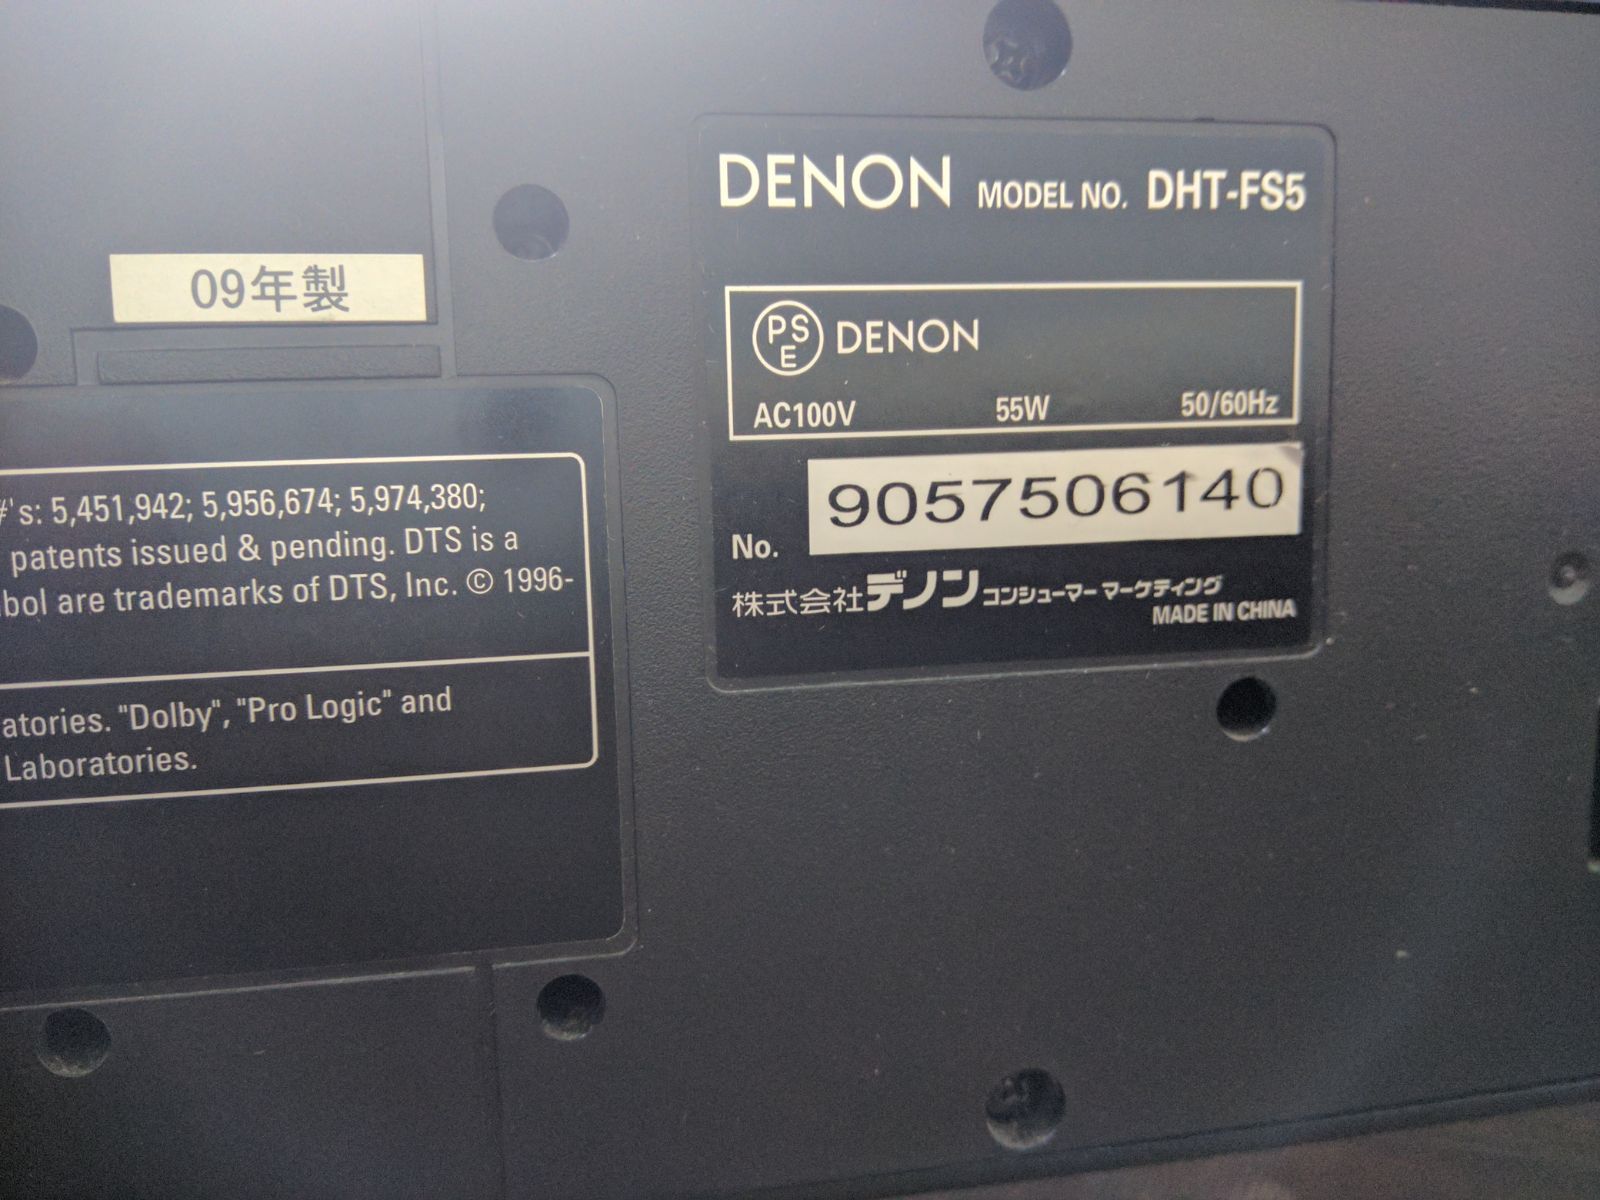 DENON MODEL NO. DHT-FS5
09年製
PSE DENON
AC100V 55W 50/60Hz
No. 9057506140
株式会社デノン コンシューマー マーケティング
MADE IN CHINA
#'s: 5,451,942; 5,956,674; 5,974,380;
patents issued & pending. DTS is a
bol are trademarks of DTS, Inc. © 1996-
atories. "Dolby", "Pro Logic" and
Laboratories.